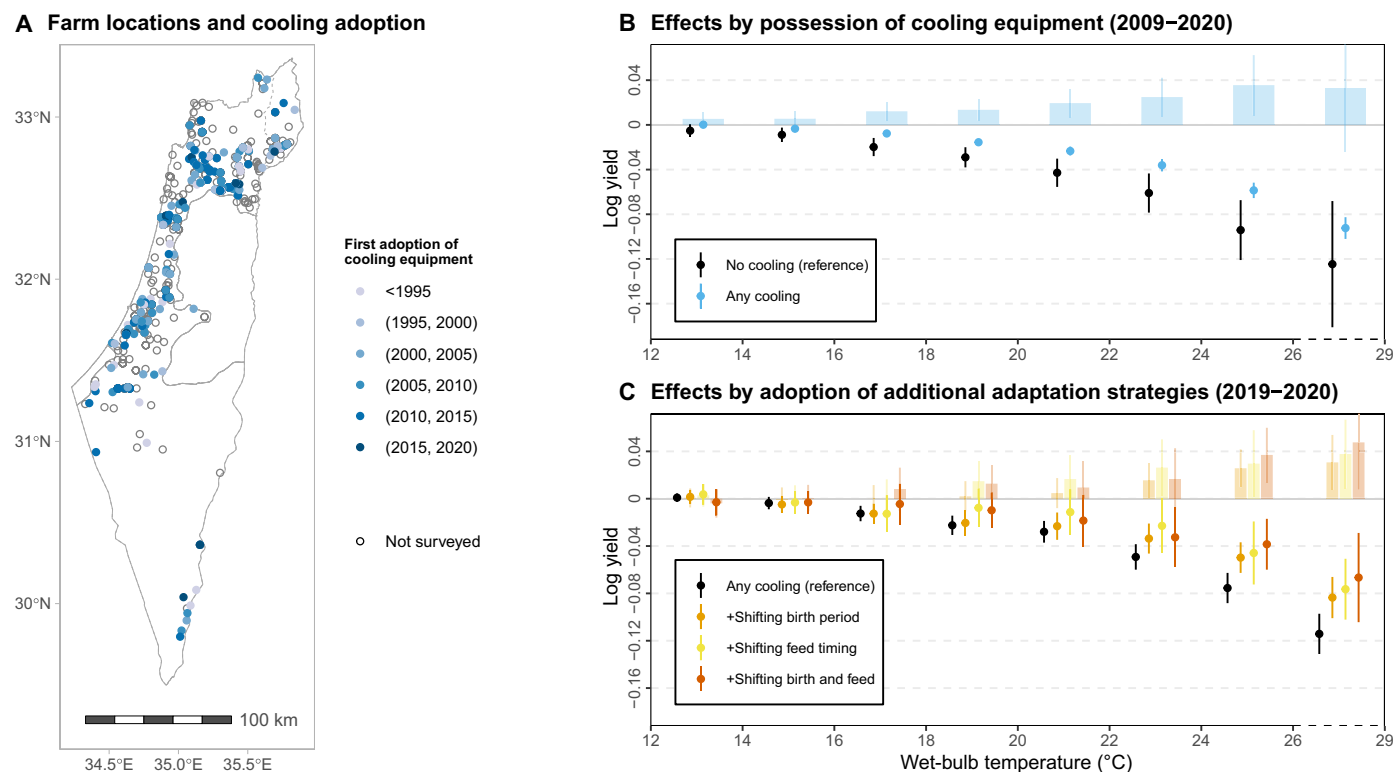 A Farm locations and cooling adoption
33°N
32°N
31°N
30°N
34.5°E 35.0°E 35.5°E
100 km
First adoption of
cooling equipment
<1995
(1995, 2000)
(2000, 2005)
(2005, 2010)
(2010, 2015)
(2015, 2020)
Not surveyed
B Effects by possession of cooling equipment (2009−2020)
Log yield
0.04
0
−0.04
−0.08
−0.12
−0.16
No cooling (reference)
Any cooling
12 14 16 18 20 22 24 26 29
C Effects by adoption of additional adaptation strategies (2019−2020)
Log yield
0.04
0
−0.04
−0.08
−0.12
−0.16
Any cooling (reference)
+Shifting birth period
+Shifting feed timing
+Shifting birth and feed
12 14 16 18 20 22 24 26 29
Wet−bulb temperature (°C)